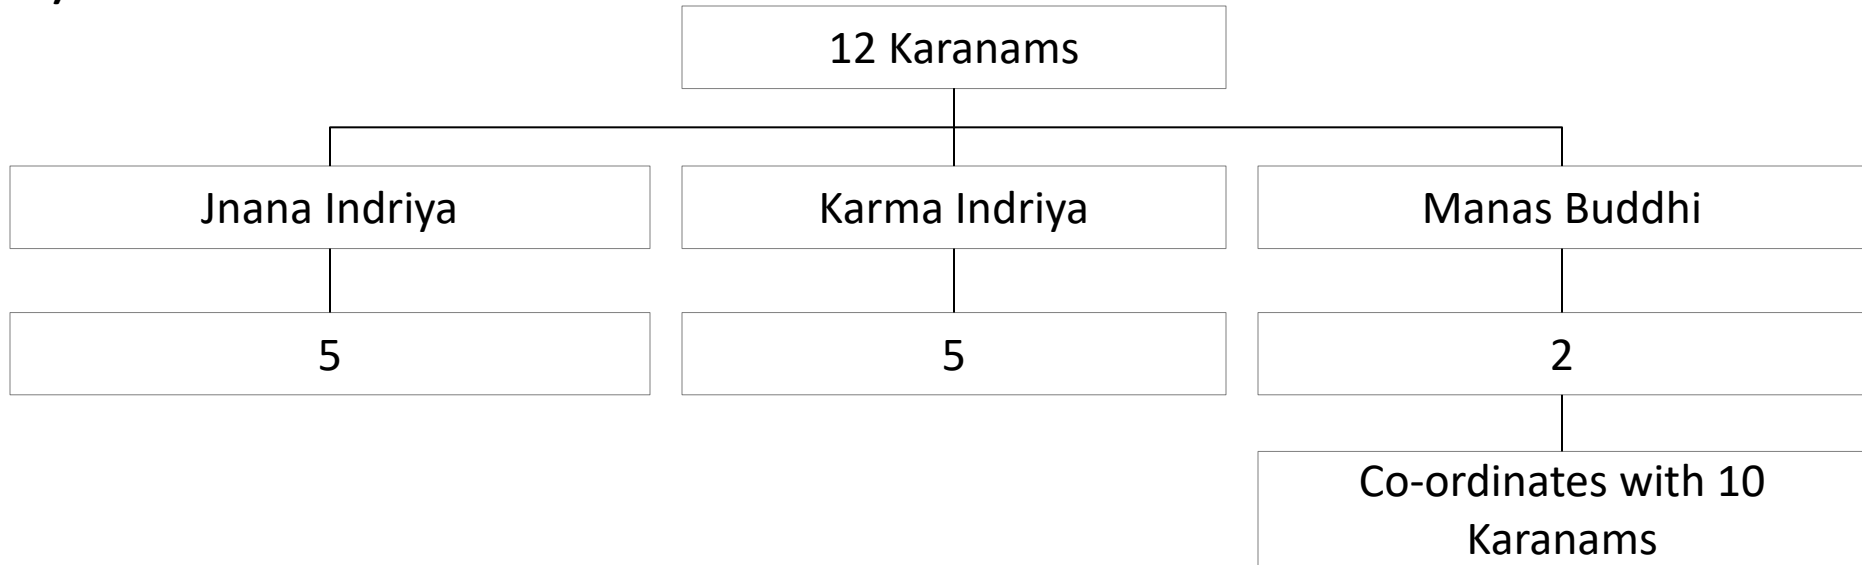 12 Karanams
Jnana Indriya
Karma Indriya
Manas Buddhi
5
5
2
Co-ordinates with 10
Karanams